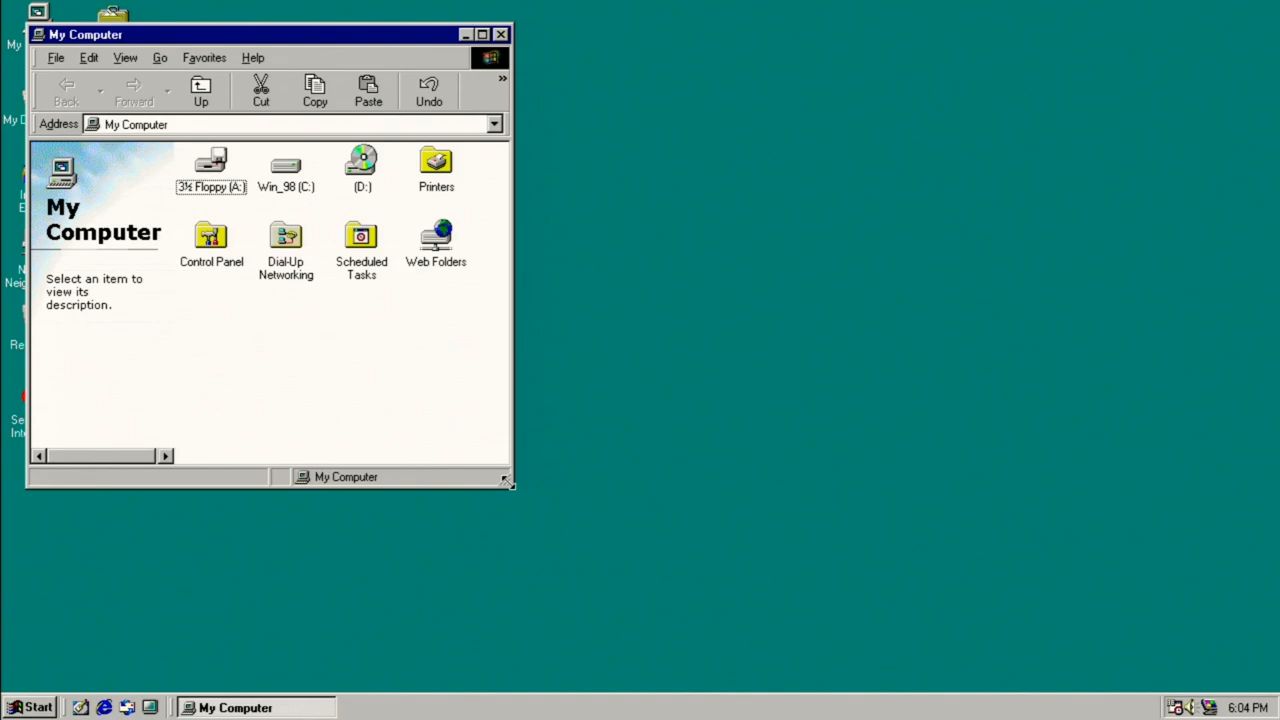 My
My Computer
File Edit View Go Favorites Help
Back Forward Up Cut Copy Paste Undo
Address My Computer
My
Computer
Select an item to
view its
description.
3½ Floppy (A:) Win_98 (C:) (D:) Printers
Control Panel Dial-Up Networking Scheduled Tasks Web Folders
My Computer
Start My Computer 6:04 PM